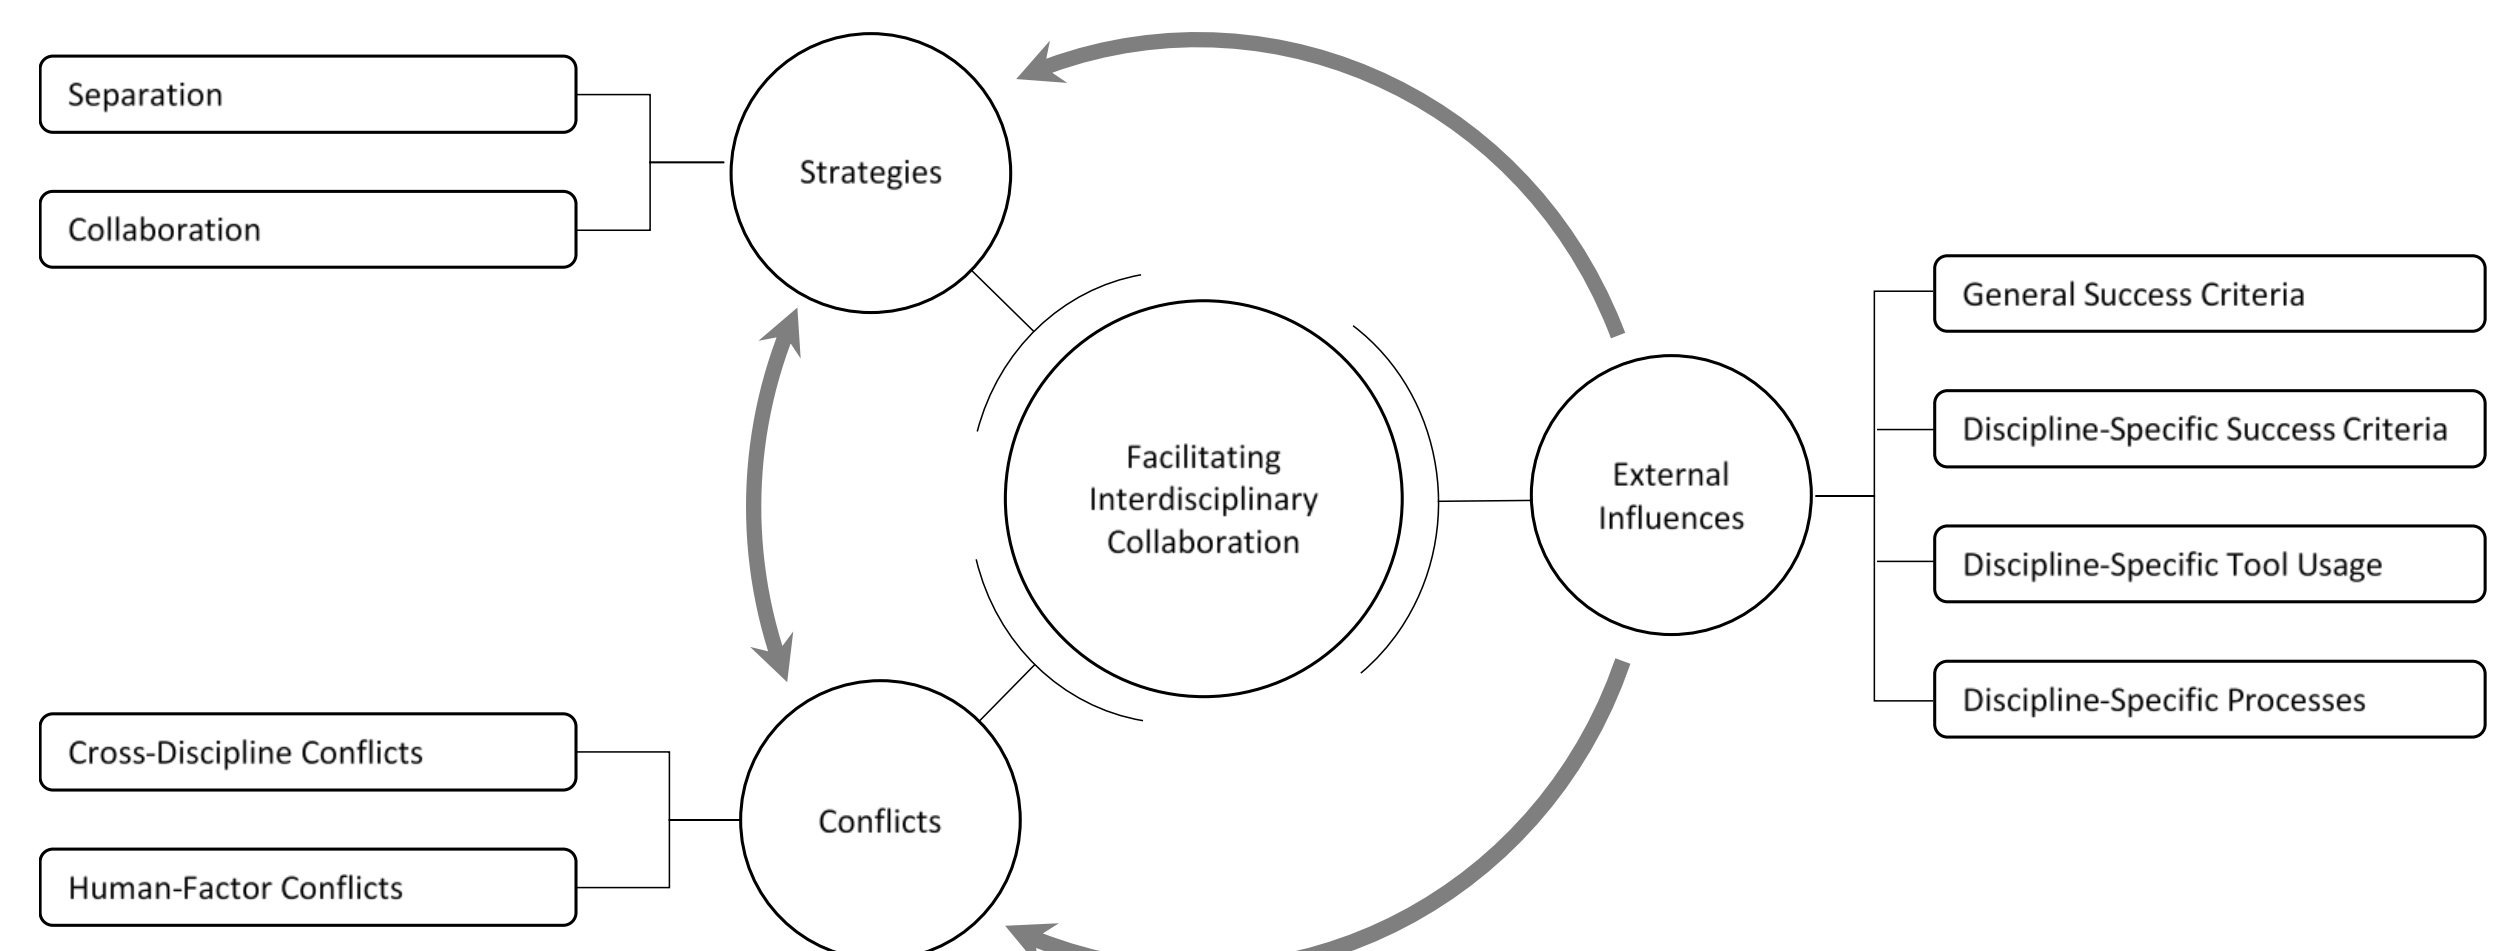 Separation
Collaboration
Strategies
General Success Criteria
Discipline-Specific Success Criteria
Discipline-Specific Tool Usage
Discipline-Specific Processes
External
Influences
Facilitating
Interdisciplinary
Collaboration
Cross-Discipline Conflicts
Human-Factor Conflicts
Conflicts